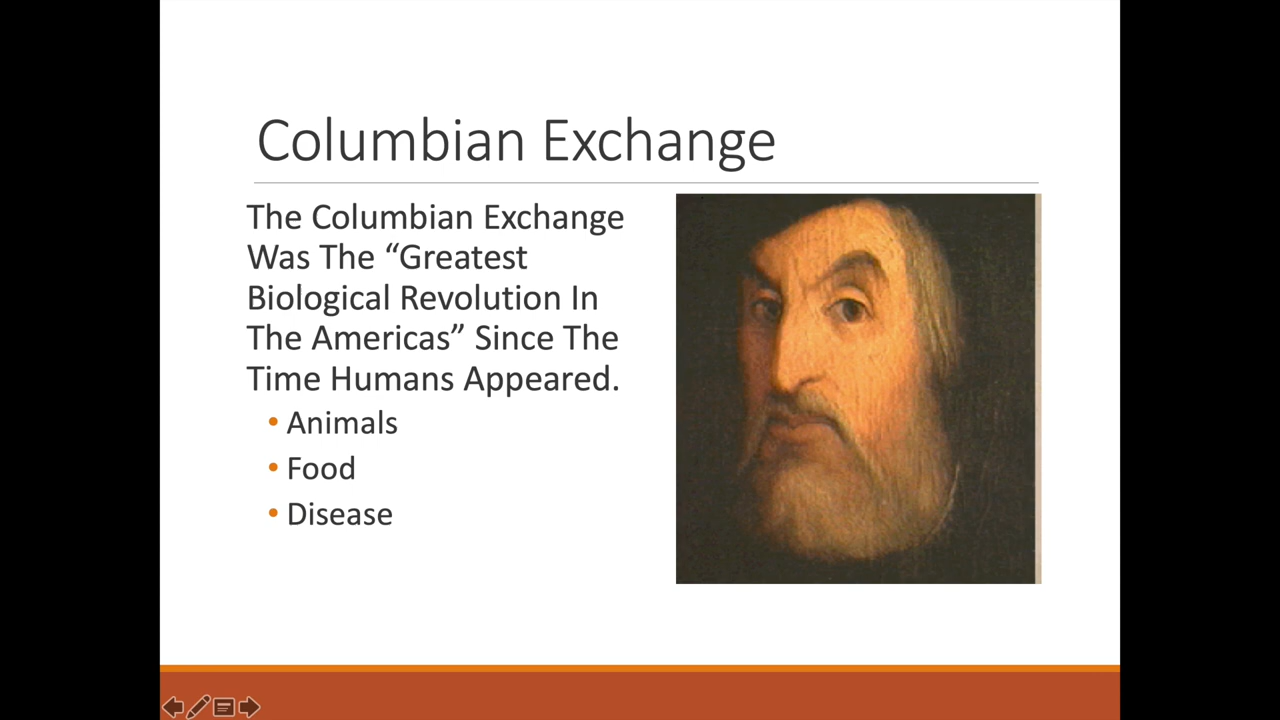 Columbian Exchange
The Columbian Exchange
Was The “Greatest
Biological Revolution In
The Americas” Since The
Time Humans Appeared.
• Animals
• Food
• Disease